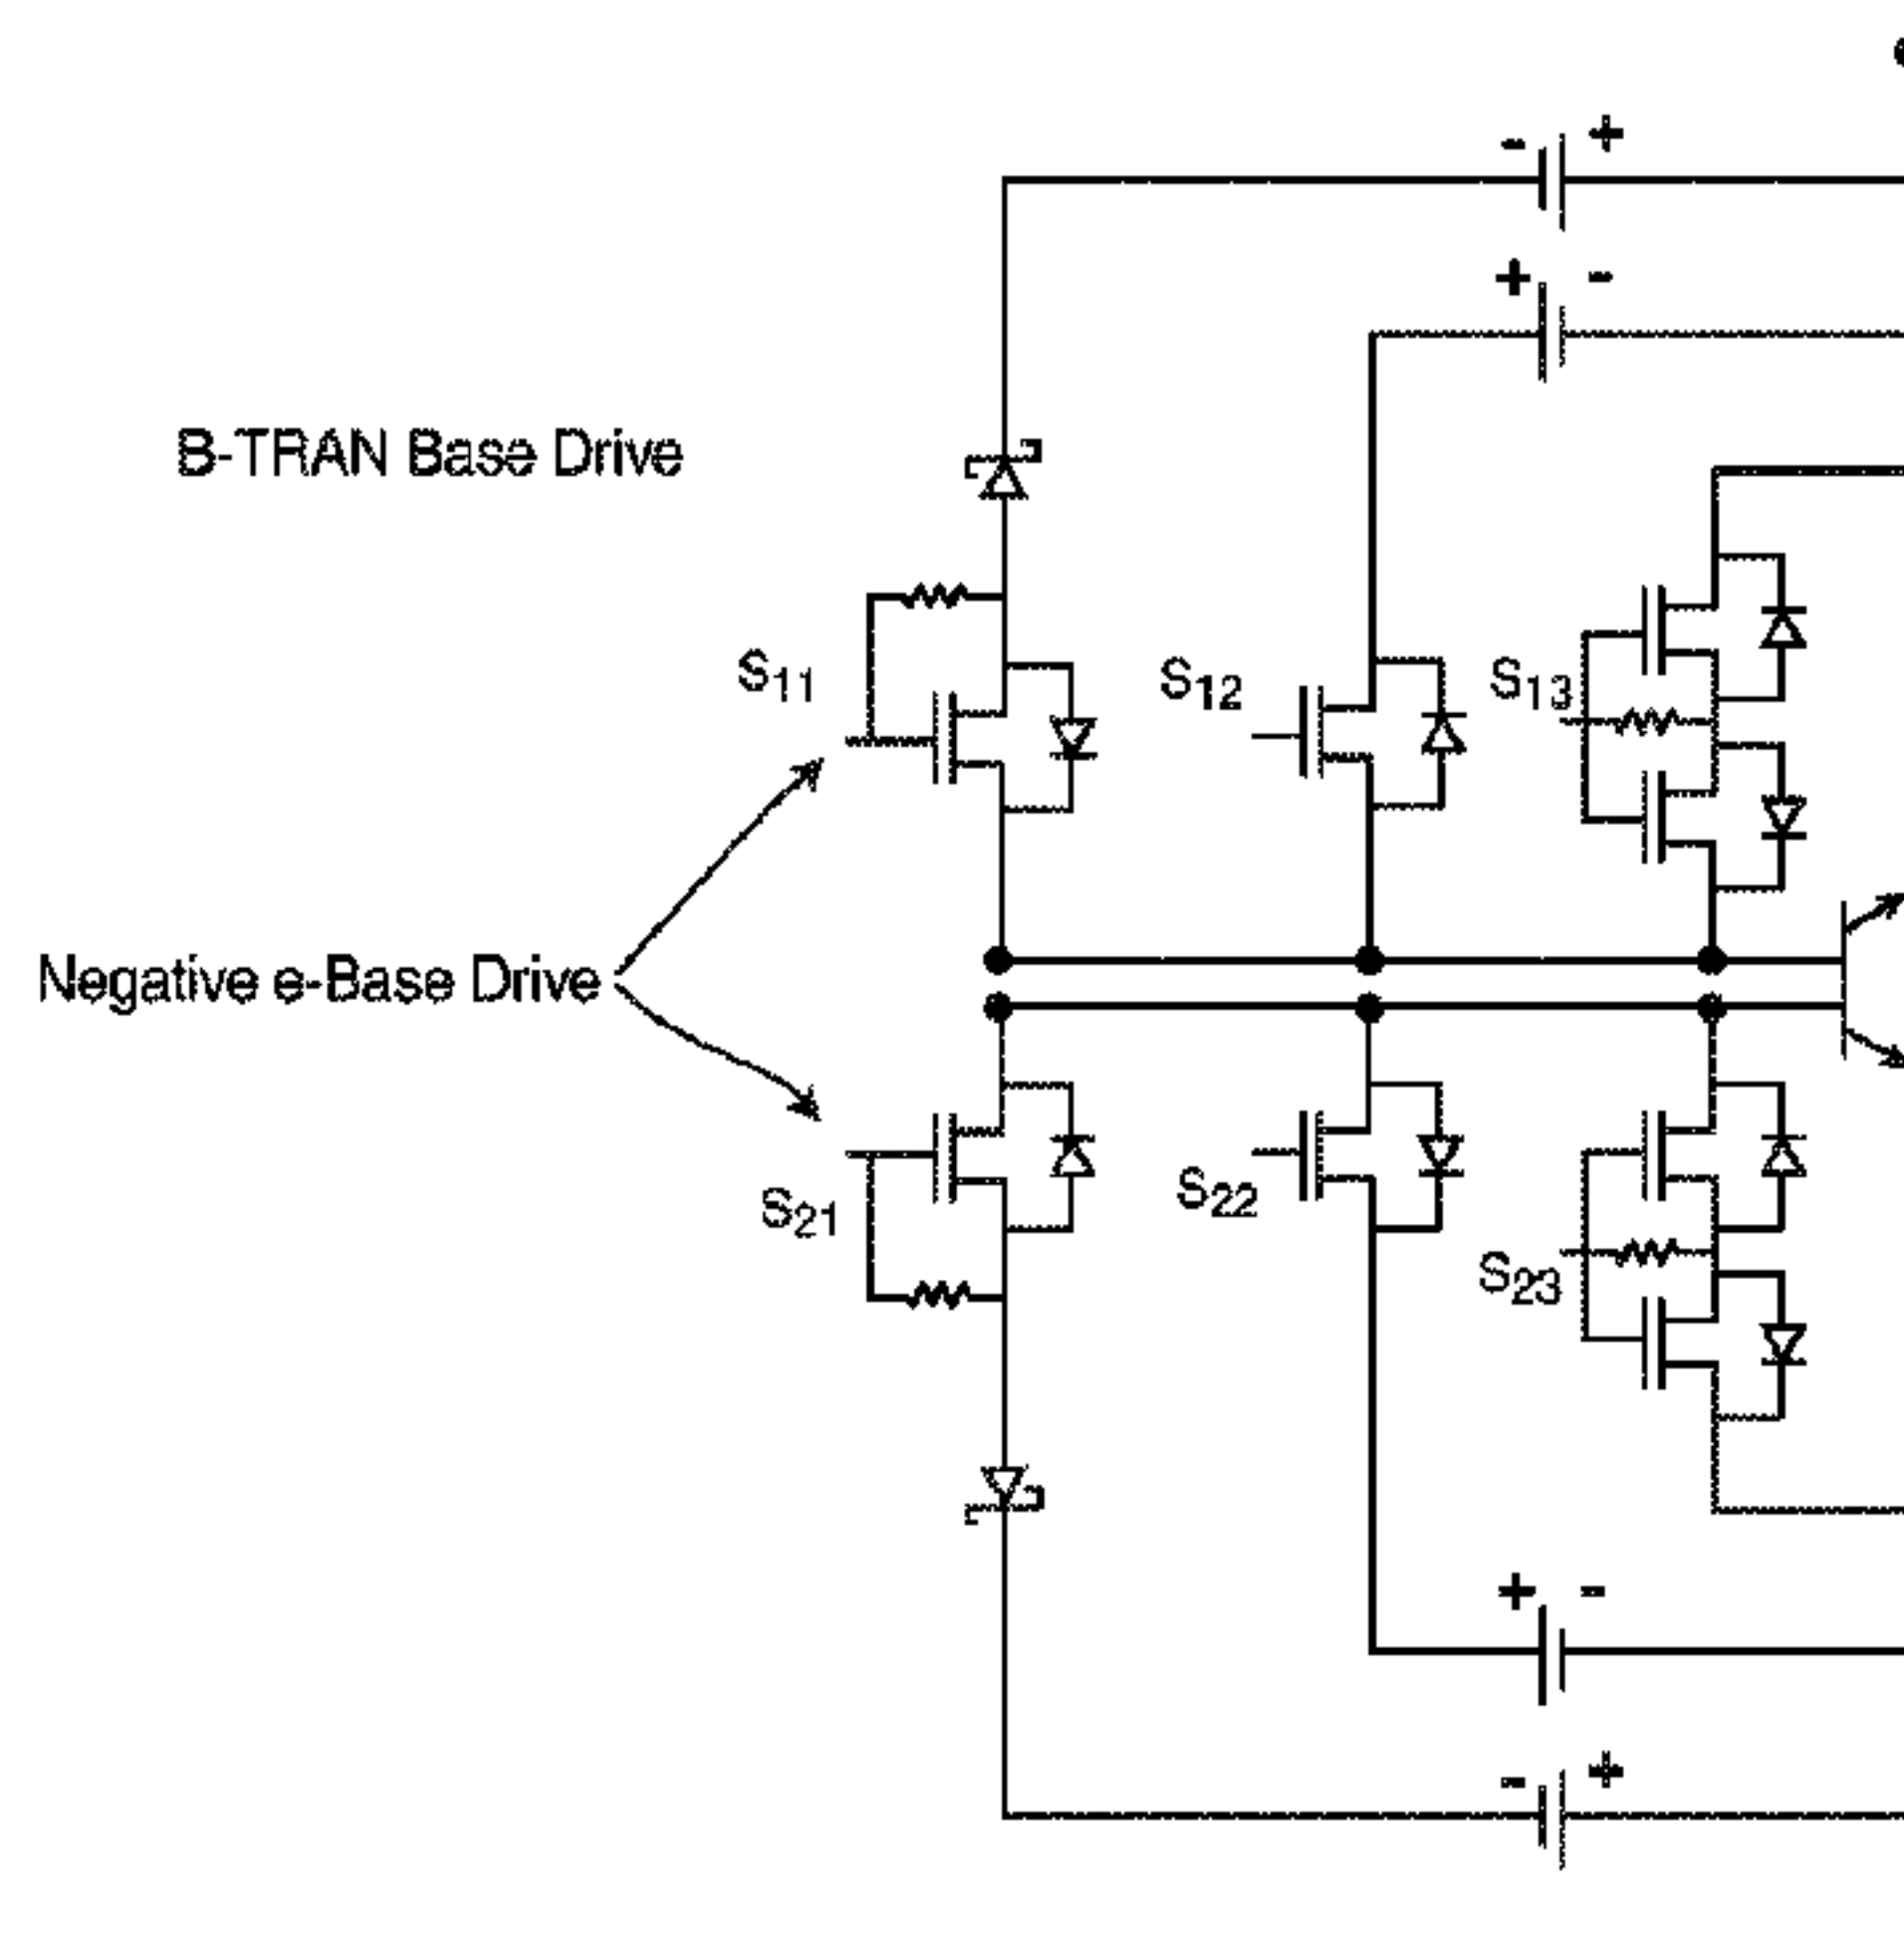 - +
+ -
B-TRAN Base Drive
S11
S12
S13
Negative e-Base Drive
S21
S22
S23
+ -
- +